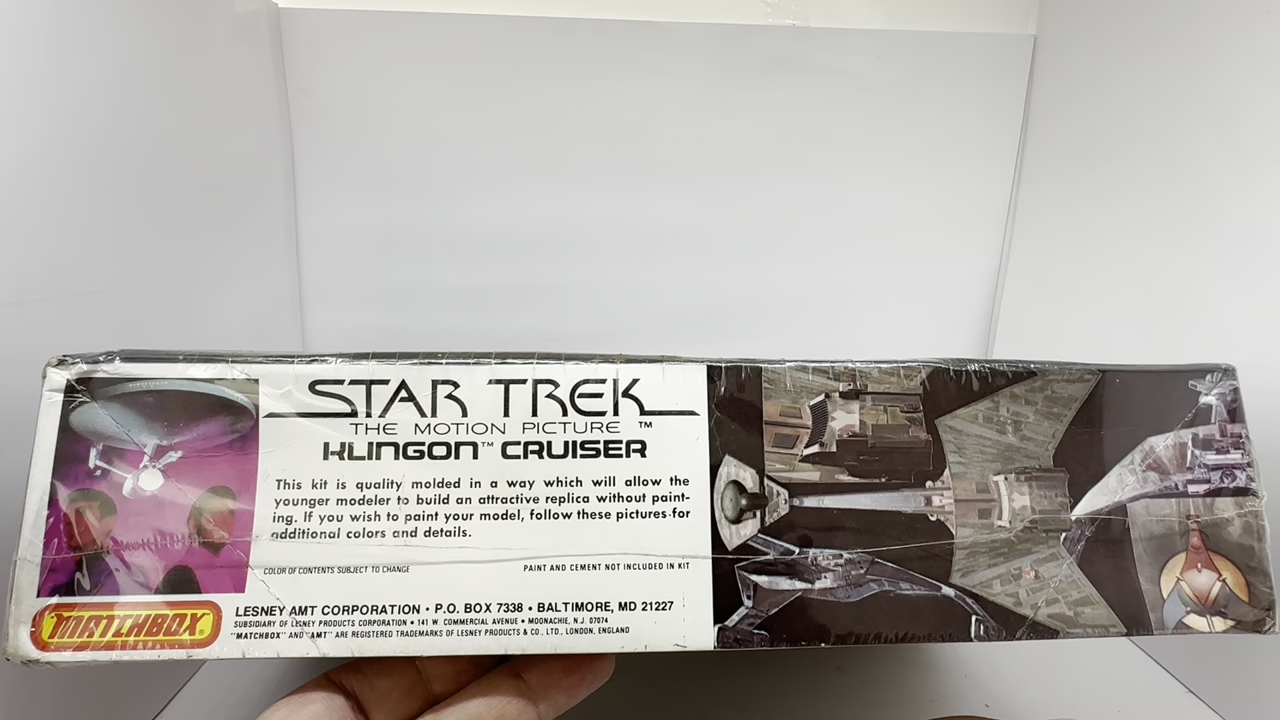 STAR TREK
THE MOTION PICTURE ™
KLINGON™ CRUISER
This kit is quality molded in a way which will allow the
younger modeler to build an attractive replica without paint-
ing. If you wish to paint your model, follow these pictures for
additional colors and details.
COLOR OF CONTENTS SUBJECT TO CHANGE PAINT AND CEMENT NOT INCLUDED IN KIT
MATCHBOX®
LESNEY AMT CORPORATION • P.O. BOX 7338 • BALTIMORE, MD 21227
SUBSIDIARY OF LESNEY PRODUCTS CORPORATION • 141 W. COMMERCIAL AVENUE • MOONACHIE, N.J. 07074
"MATCHBOX" AND "AMT" ARE REGISTERED TRADEMARKS OF LESNEY PRODUCTS & CO., LTD., LONDON, ENGLAND